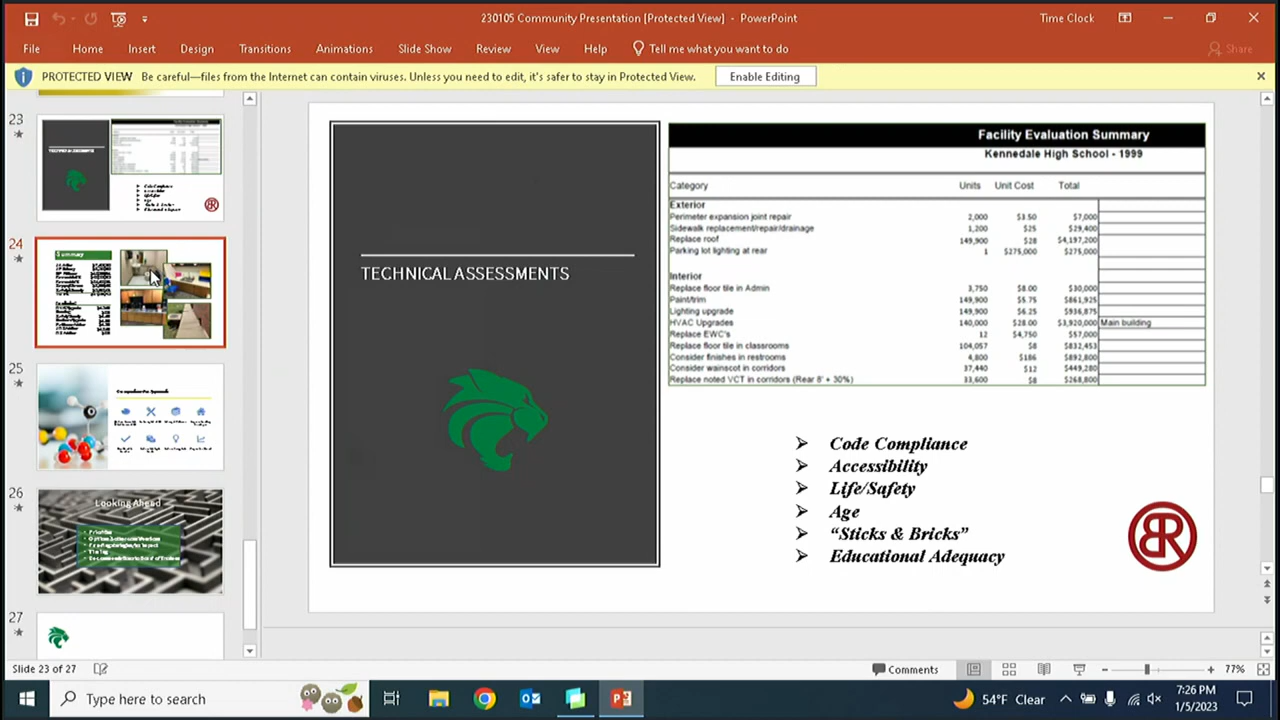 230105 Community Presentation [Protected View] - PowerPoint
Time Clock
File Home Insert Design Transitions Animations Slide Show Review View Help Tell me what you want to do Share
PROTECTED VIEW Be careful—files from the Internet can contain viruses. Unless you need to edit, it's safer to stay in Protected View. Enable Editing
23
24
Summary
25
26
Looking Ahead
27
TECHNICAL ASSESSMENTS
Facility Evaluation Summary
Kennedale High School - 1999
Category Units Unit Cost Total
Exterior
Perimeter expansion joint repair 2,000 $3.50 $7,000
Sidewalk replacement/repair/drainage 1,200 $25 $29,400
Replace roof 149,900 $28 $4,197,200
Parking lot lighting at rear 1 $275,000 $275,000
Interior
Replace floor tile in Admin 3,750 $8.00 $30,000
Paint/trim 149,900 $5.75 $861,925
Lighting upgrade 149,900 $6.25 $936,875
HVAC Upgrades 140,000 $28.00 $3,920,000 Main building
Replace EWC's 12 $4,750 $57,000
Replace floor tile in classrooms 104,057 $8 $832,453
Consider finishes in restrooms 4,800 $186 $892,800
Consider wainscot in corridors 37,440 $12 $449,280
Replace noted VCT in corridors (Rear 8' + 30%) 33,600 $8 $268,800
➢ Code Compliance
➢ Accessibility
➢ Life/Safety
➢ Age
➢ “Sticks & Bricks”
➢ Educational Adequacy
Slide 23 of 27
Comments
77%
Type here to search
54°F Clear
7:26 PM
1/5/2023